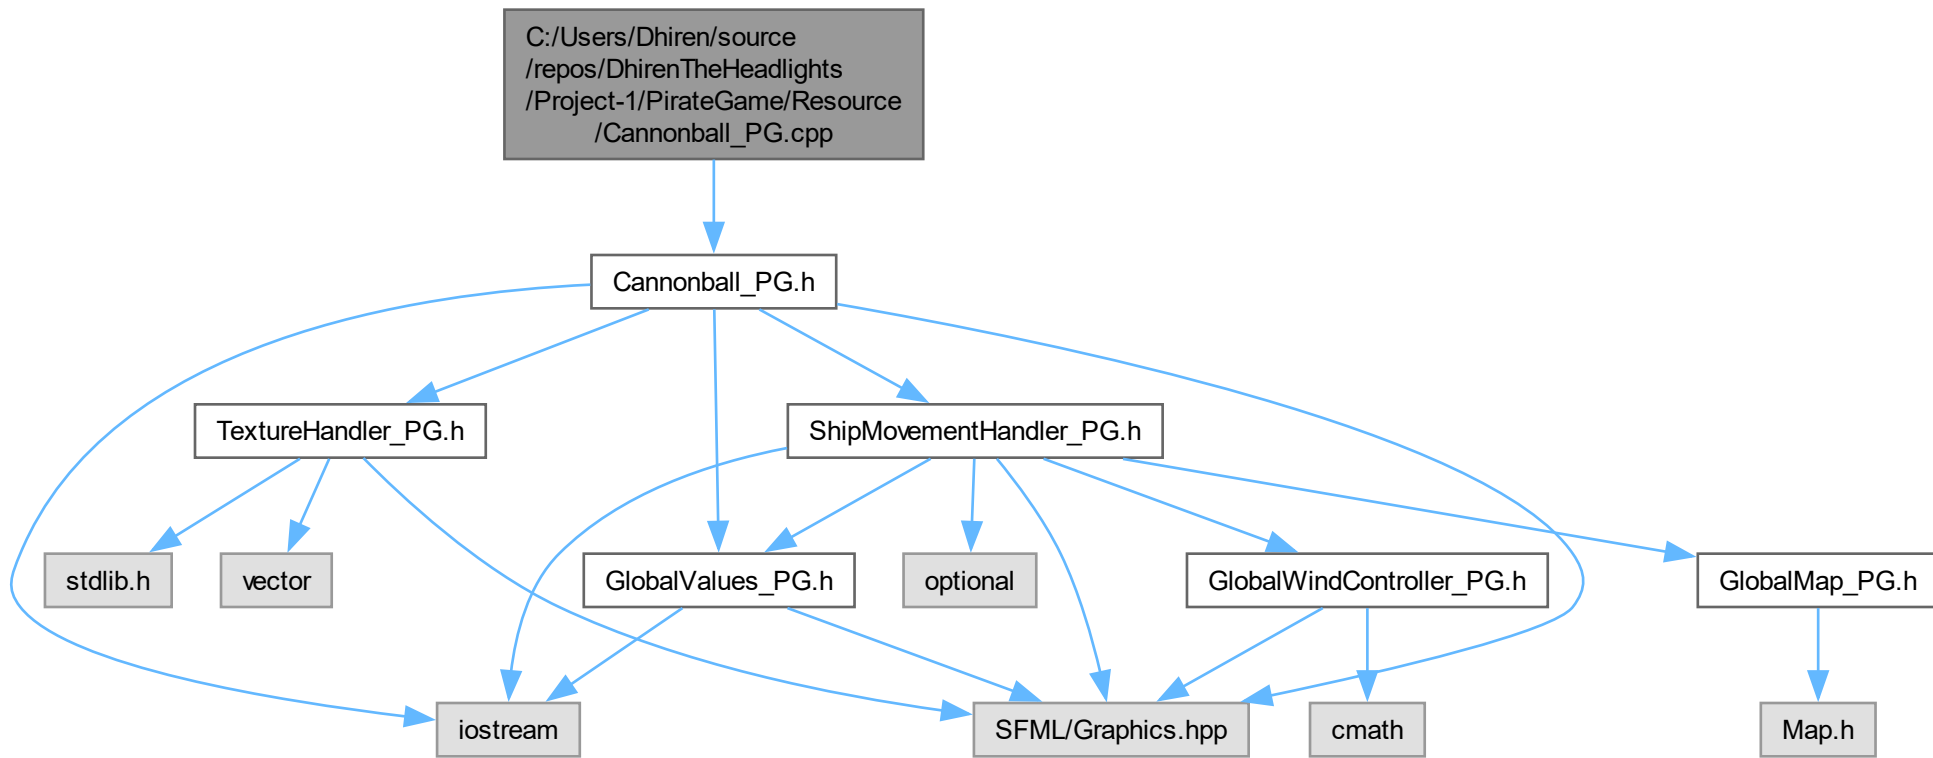 C:/Users/Dhiren/source
/repos/DhirenTheHeadlights
/Project-1/PirateGame/Resource
/Cannonball_PG.cpp
Cannonball_PG.h
TextureHandler_PG.h
ShipMovementHandler_PG.h
stdlib.h
vector
GlobalValues_PG.h
optional
GlobalWindController_PG.h
GlobalMap_PG.h
iostream
SFML/Graphics.hpp
cmath
Map.h